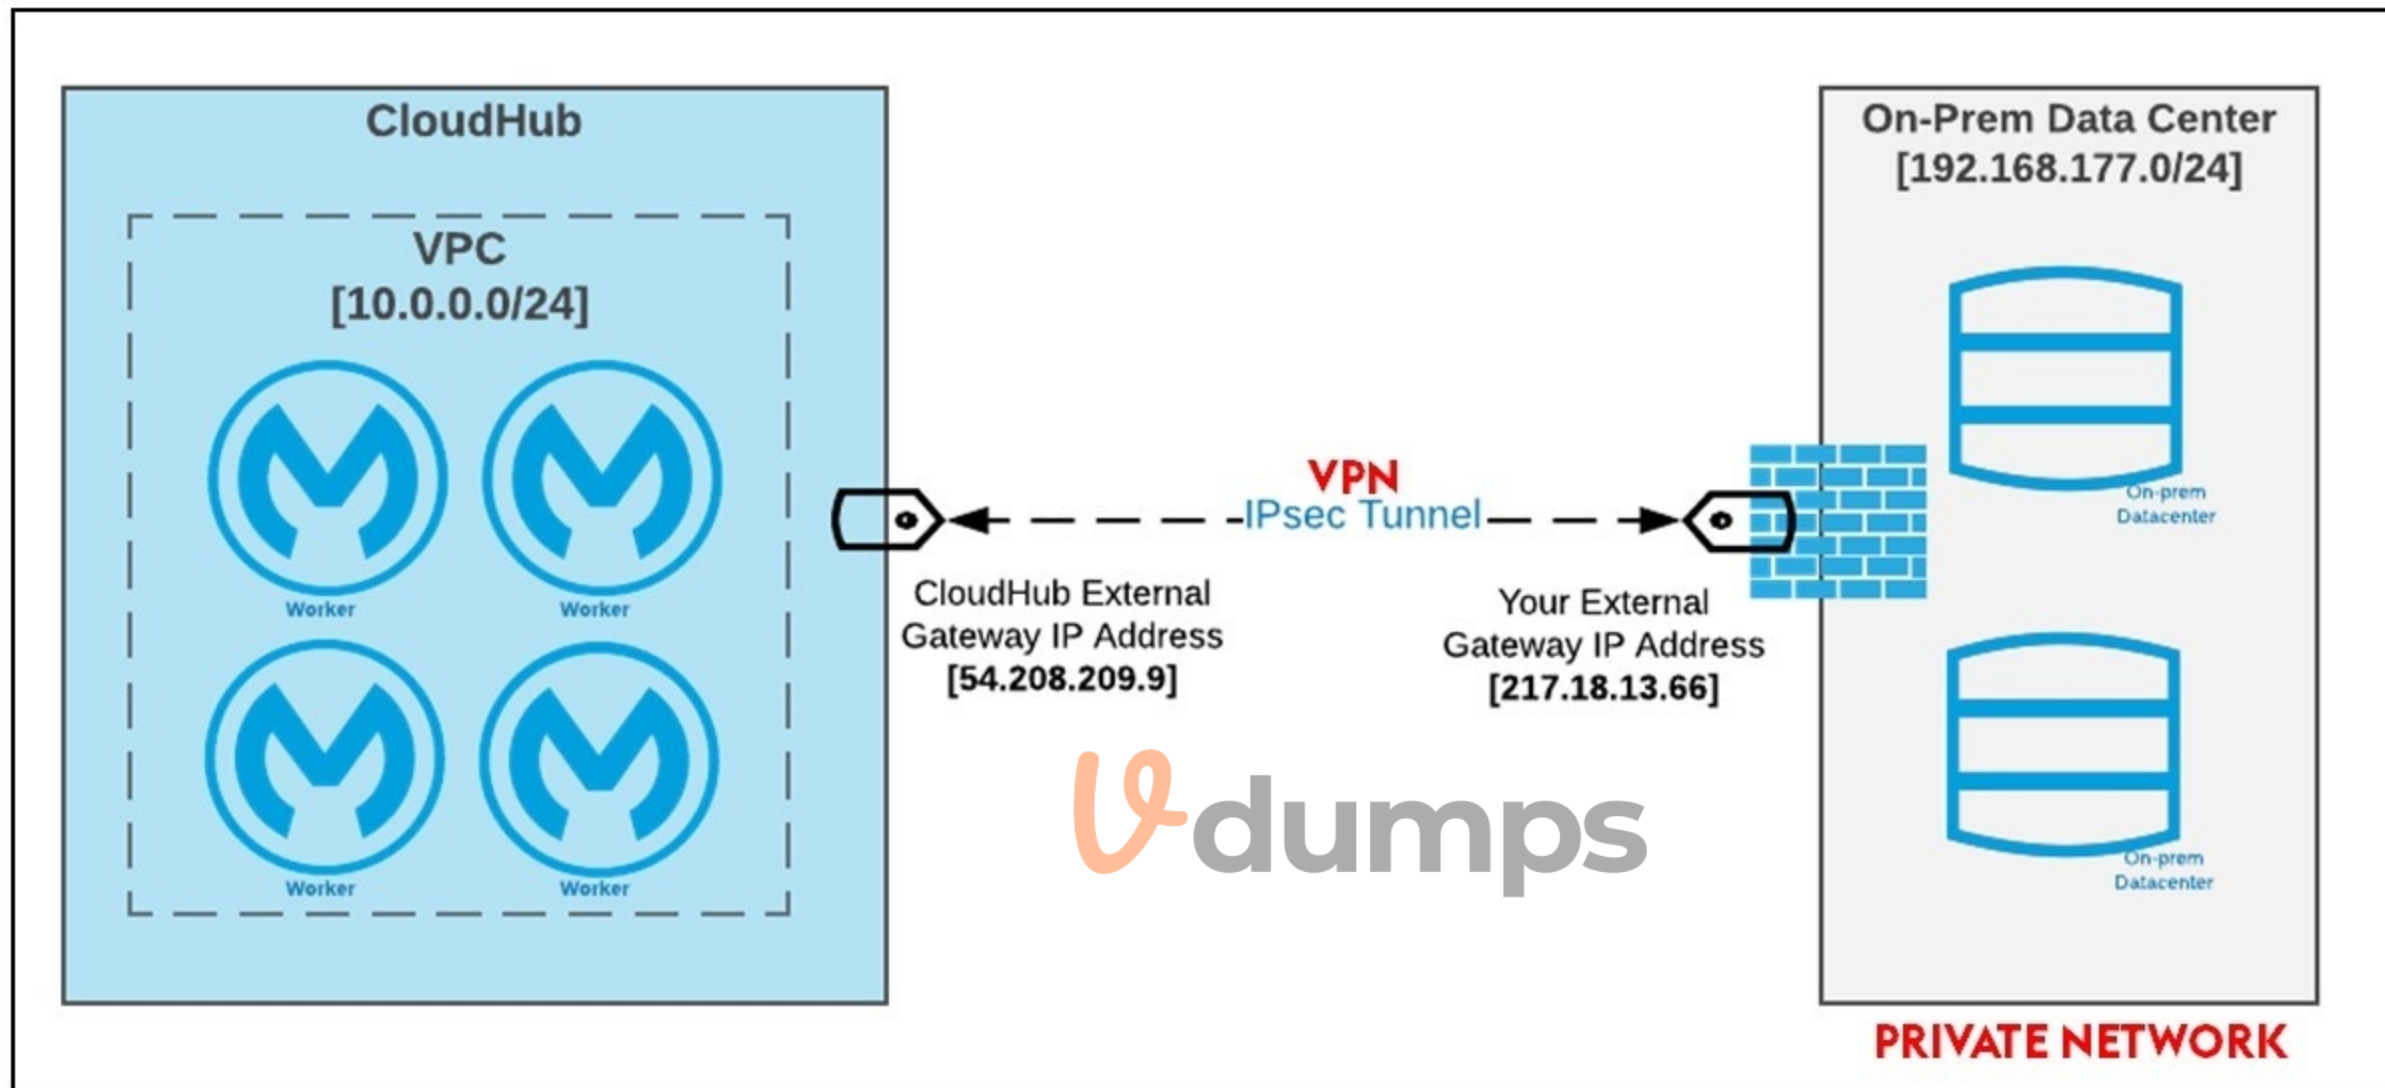 CloudHub
VPC
[10.0.0.0/24]
Worker
Worker
Worker
Worker
VPN
IPsec Tunnel
CloudHub External
Gateway IP Address
[54.208.209.9]
Your External
Gateway IP Address
[217.18.13.66]
Vdumps
On-Prem Data Center
[192.168.177.0/24]
On-prem
Datacenter
On-prem
Datacenter
PRIVATE NETWORK